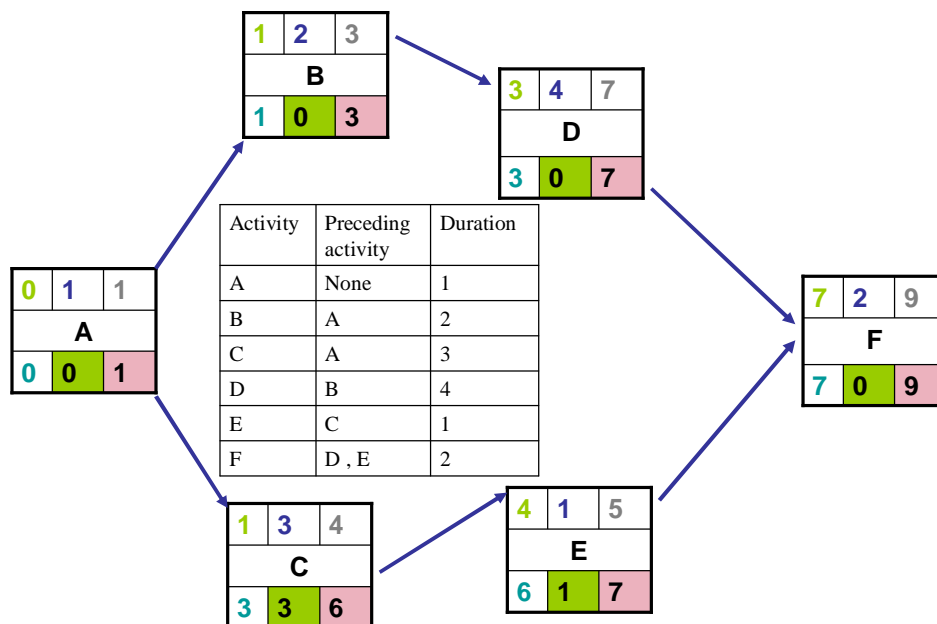 1 2 3
B
1 0 3
3 4 7
D
3 0 7
Activity Preceding activity Duration
A None 1
B A 2
C A 3
D B 4
E C 1
F D , E 2
0 1 1
A
0 0 1
7 2 9
F
7 0 9
1 3 4
C
3 3 6
4 1 5
E
6 1 7